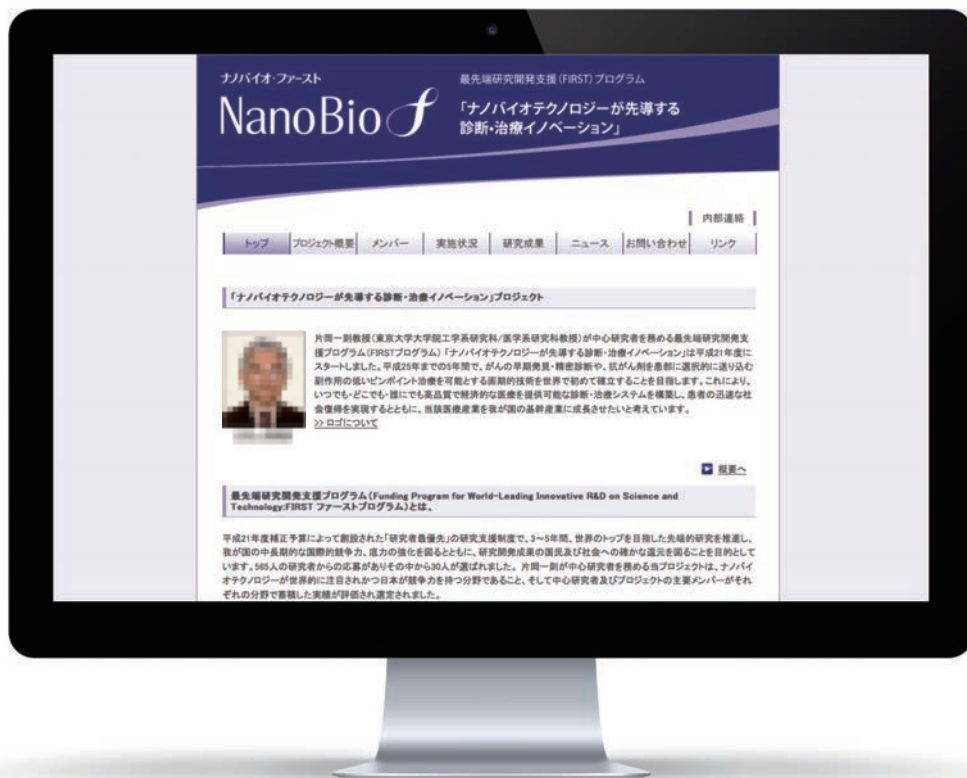 ナノバイオ・ファースト
NanoBio f
最先端研究開発支援(FIRST)プログラム
「ナノバイオテクノロジーが先導する
診断・治療イノベーション」
内部連絡
トップ
プロジェクト概要
メンバー
実施状況
研究成果
ニュース
お問い合わせ
リンク
「ナノバイオテクノロジーが先導する診断・治療イノベーション」プロジェクト
片岡一則教授(東京大学大学院工学系研究科/医学系研究科教授)が中心研究者を務める最先端研究開発支
援プログラム(FIRSTプログラム)「ナノバイオテクノロジーが先導する診断・治療イノベーション」は平成21年度に
スタートしました。平成25年までの5年間で、がんの早期発見・精密診断や、抗がん剤を患部に選択的に送り込む
副作用の低いピンポイント治療を可能とする画期的技術を世界で初めて確立することを目指します。これにより、
いつでも・どこでも・誰にでも高品質で経済的な医療を提供可能な診断・治療システムを構築し、患者の迅速な社
会復帰を実現するとともに、当該医療産業を我が国の基幹産業に成長させたいと考えています。
>> ロゴについて
概要へ
最先端研究開発支援プログラム(Funding Program for World-Leading Innovative R&D on Science and
Technology:FIRST ファーストプログラム)とは、
平成21年度補正予算によって創設された「研究者最優先」の研究支援制度で、3〜5年間、世界のトップを目指した先端的研究を推進し、
我が国の中長期的な国際的競争力、底力の強化を図るとともに、研究開発成果の国民及び社会への確かな還元を図ることを目的として
います。565人の研究者からの応募がありその中から30人が選ばれました。 片岡一則が中心研究者を務める当プロジェクトは、ナノバイ
オテクノロジーが世界的に注目されかつ日本が競争力を持つ分野であること、そして中心研究者及びプロジェクトの主要メンバーがそれ
ぞれの分野で蓄積した実績が評価され選定されました。